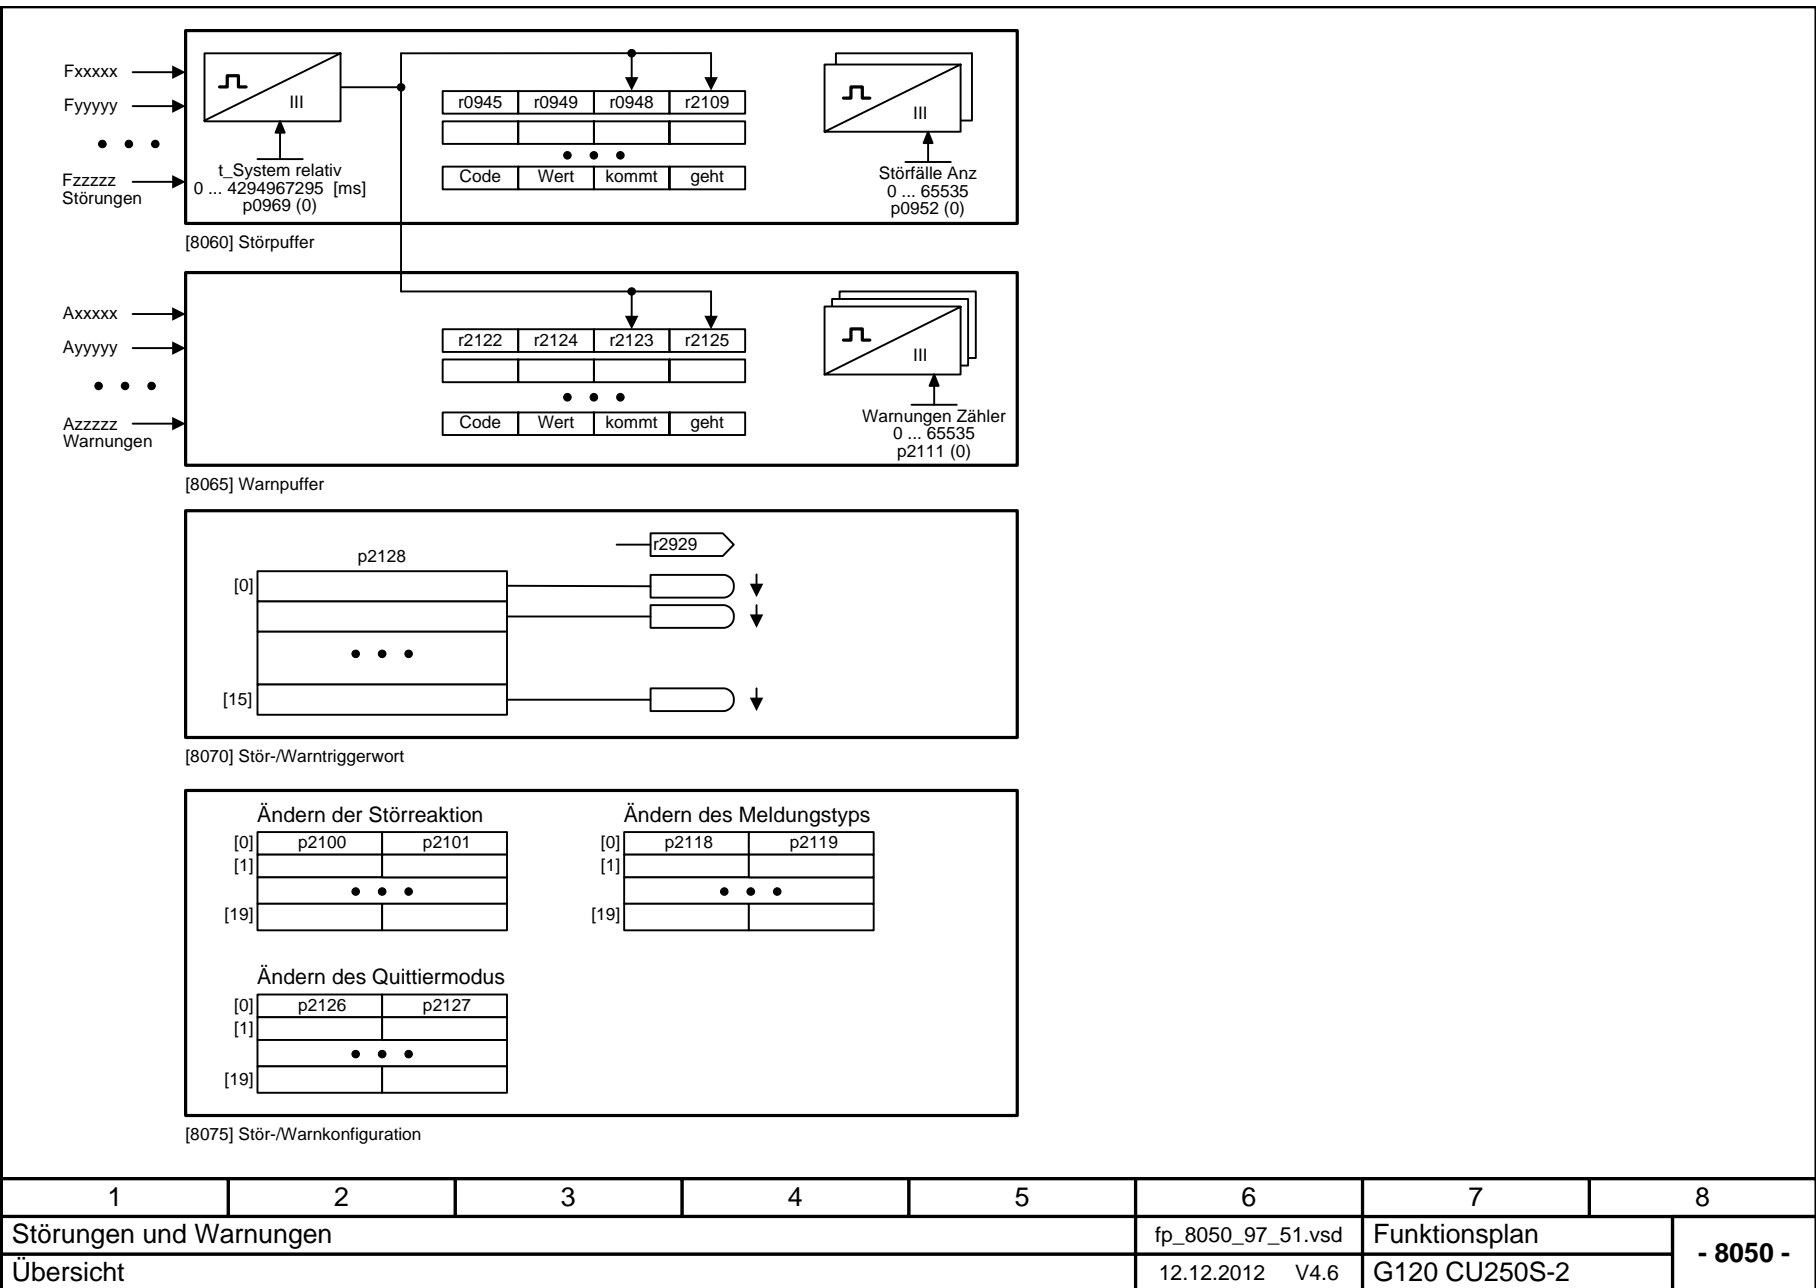 Fxxxxx
Fyyyyy
• • •
Fzzzzz
Störungen
III
t_System relativ
0 ... 4294967295 [ms]
p0969 (0)
r0945 r0949 r0948 r2109
• • •
Code Wert kommt geht
III
Störfälle Anz
0 ... 65535
p0952 (0)
[8060] Störpuffer
Axxxxx
Ayyyyy
• • •
Azzzzz
Warnungen
r2122 r2124 r2123 r2125
• • •
Code Wert kommt geht
III
Warnungen Zähler
0 ... 65535
p2111 (0)
[8065] Warnpuffer
p2128
r2929
[0]
• • •
[15]
[8070] Stör-/Warntriggerwort
Ändern der Störreaktion
[0] p2100 p2101
[1]
• • •
[19]
Ändern des Meldungstyps
[0] p2118 p2119
[1]
• • •
[19]
Ändern des Quittiermodus
[0] p2126 p2127
[1]
• • •
[19]
[8075] Stör-/Warnkonfiguration
1 2 3 4 5 6 7 8
Störungen und Warnungen fp_8050_97_51.vsd Funktionsplan
- 8050 -
Übersicht 12.12.2012 V4.6 G120 CU250S-2